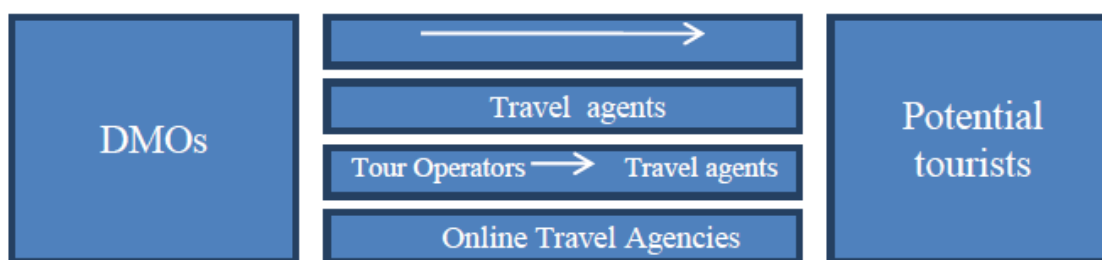 DMOs
Travel agents
Tour Operators Travel agents
Online Travel Agencies
Potential
tourists